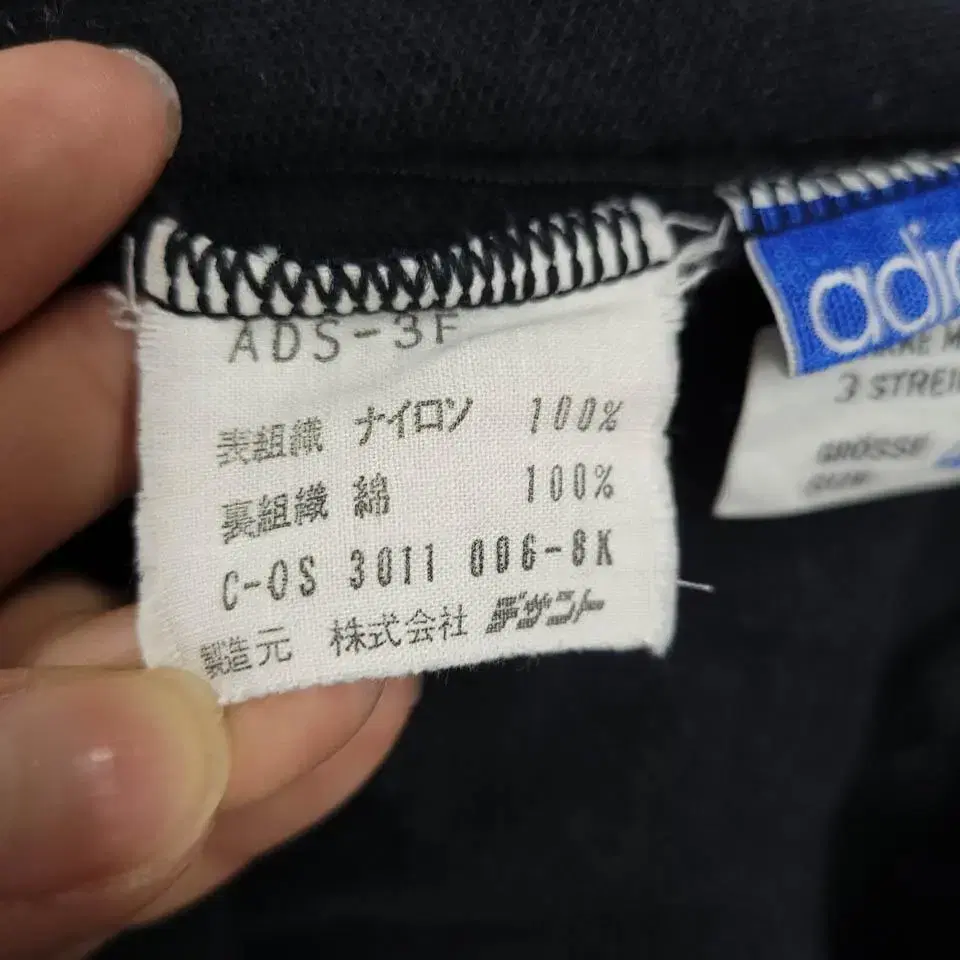 ADS-3F
表組織 ナイロン 100%
裏組織 綿 100%
C-OS 3011 006-8K
製造元 株式会社 デサント
adi
3 STREI
GRÖSSE